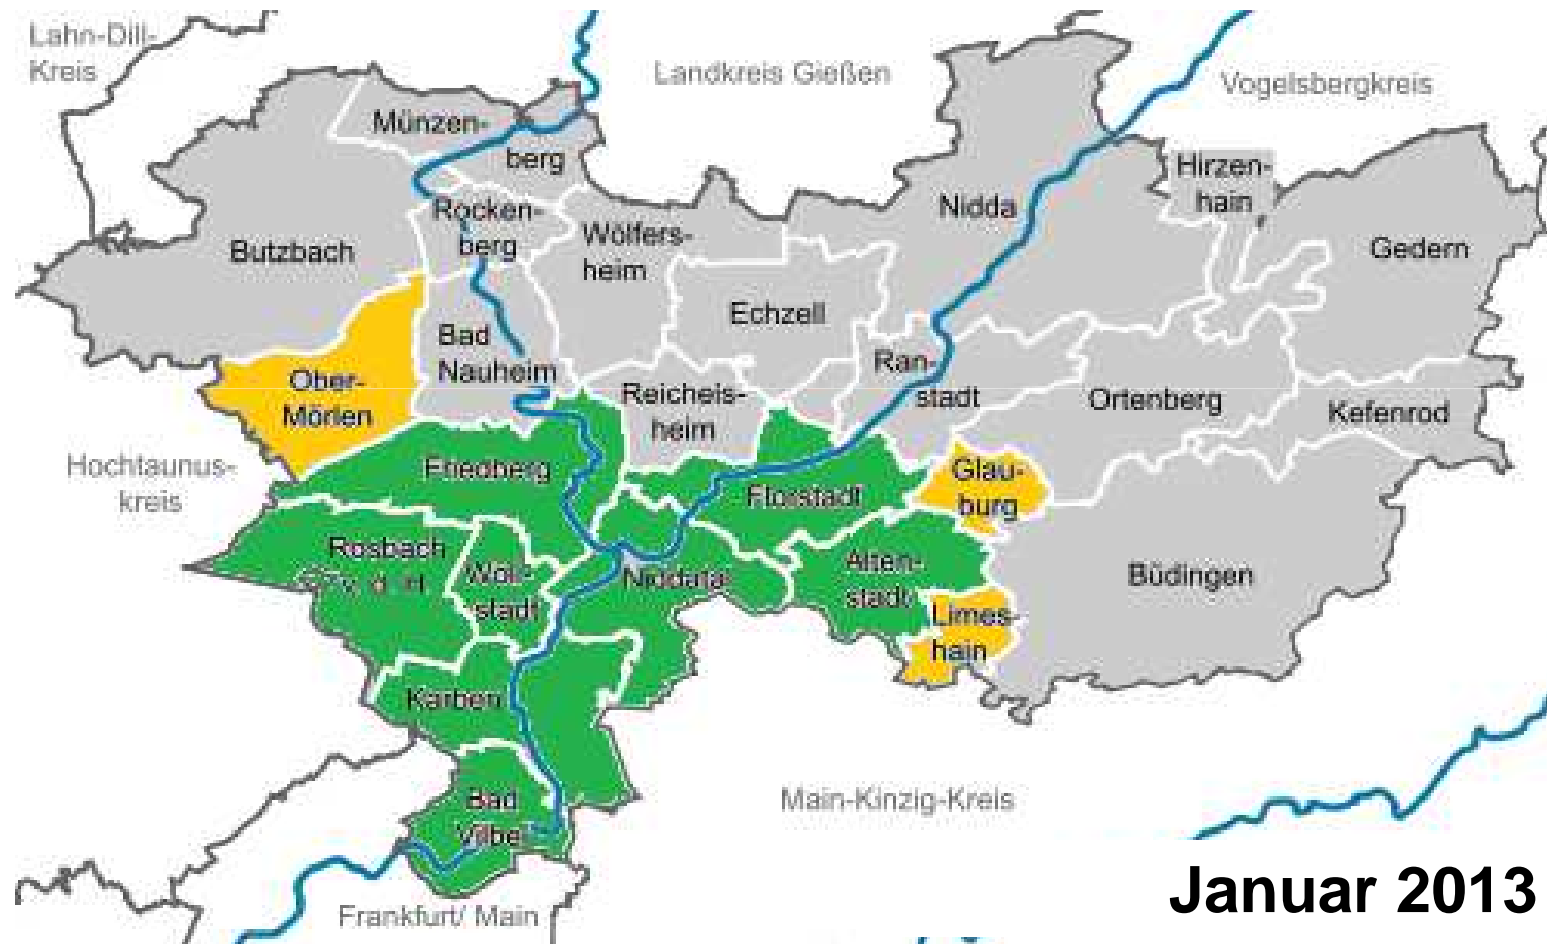 Lahn-Dill-
Kreis
Landkreis Gießen
Vogelsbergkreis
Münzen-
berg
Hirzen-
hain
Nidda
Rocken-
berg
Butzbach
Wölfers-
heim
Gedern
Echzell
Bad
Nauheim
Ran-
stadt
Ober-
Mörlen
Reichels-
heim
Ortenberg
Kefenrod
Hochtaunus-
kreis
Friedberg
Florstadt
Glau-
burg
Rosbach
v. d. H.
Wöll-
stadt
Niddatal
Alten-
stadt
Büdingen
Limes-
hain
Karben
Bad
Vilbel
Main-Kinzig-Kreis
Frankfurt/ Main
Januar 2013